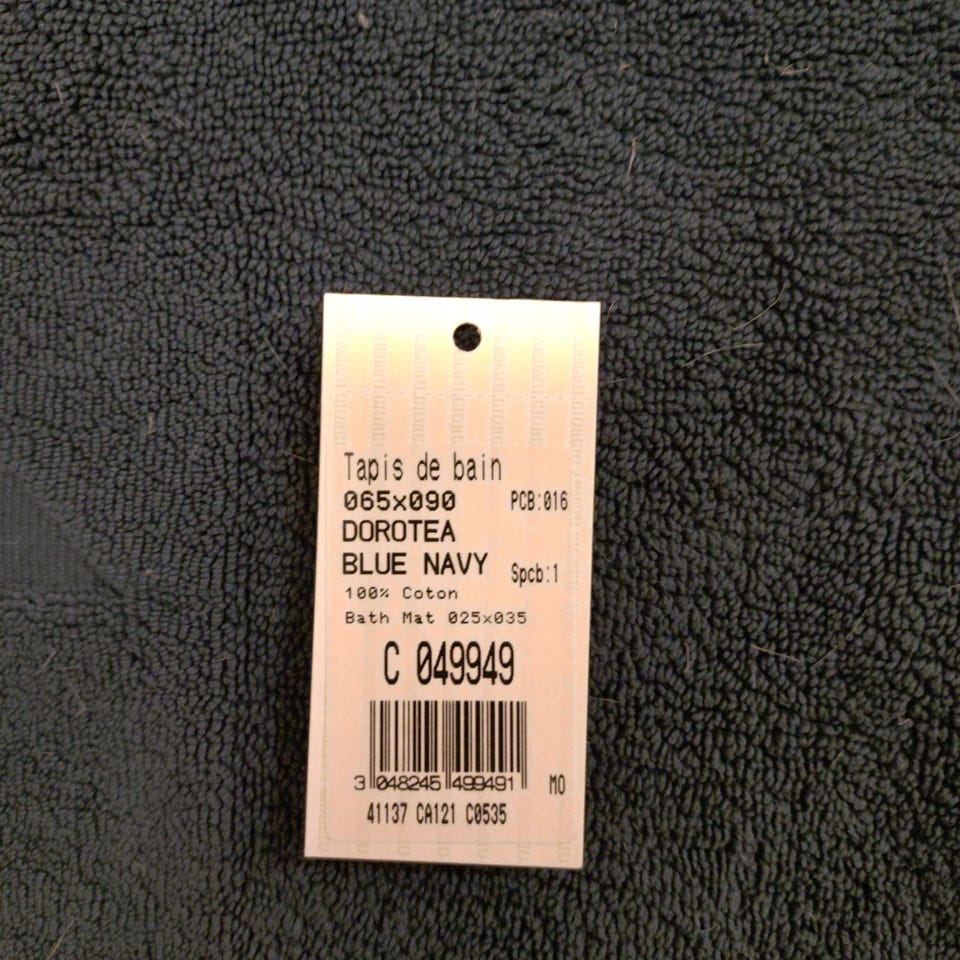 Tapis de bain
065x090 PCB:016
DOROTEA
BLUE NAVY Spcb:1
100% Coton
Bath Mat 025x035
C 049949
3 048245 499491 MO
41137 CA121 C0535